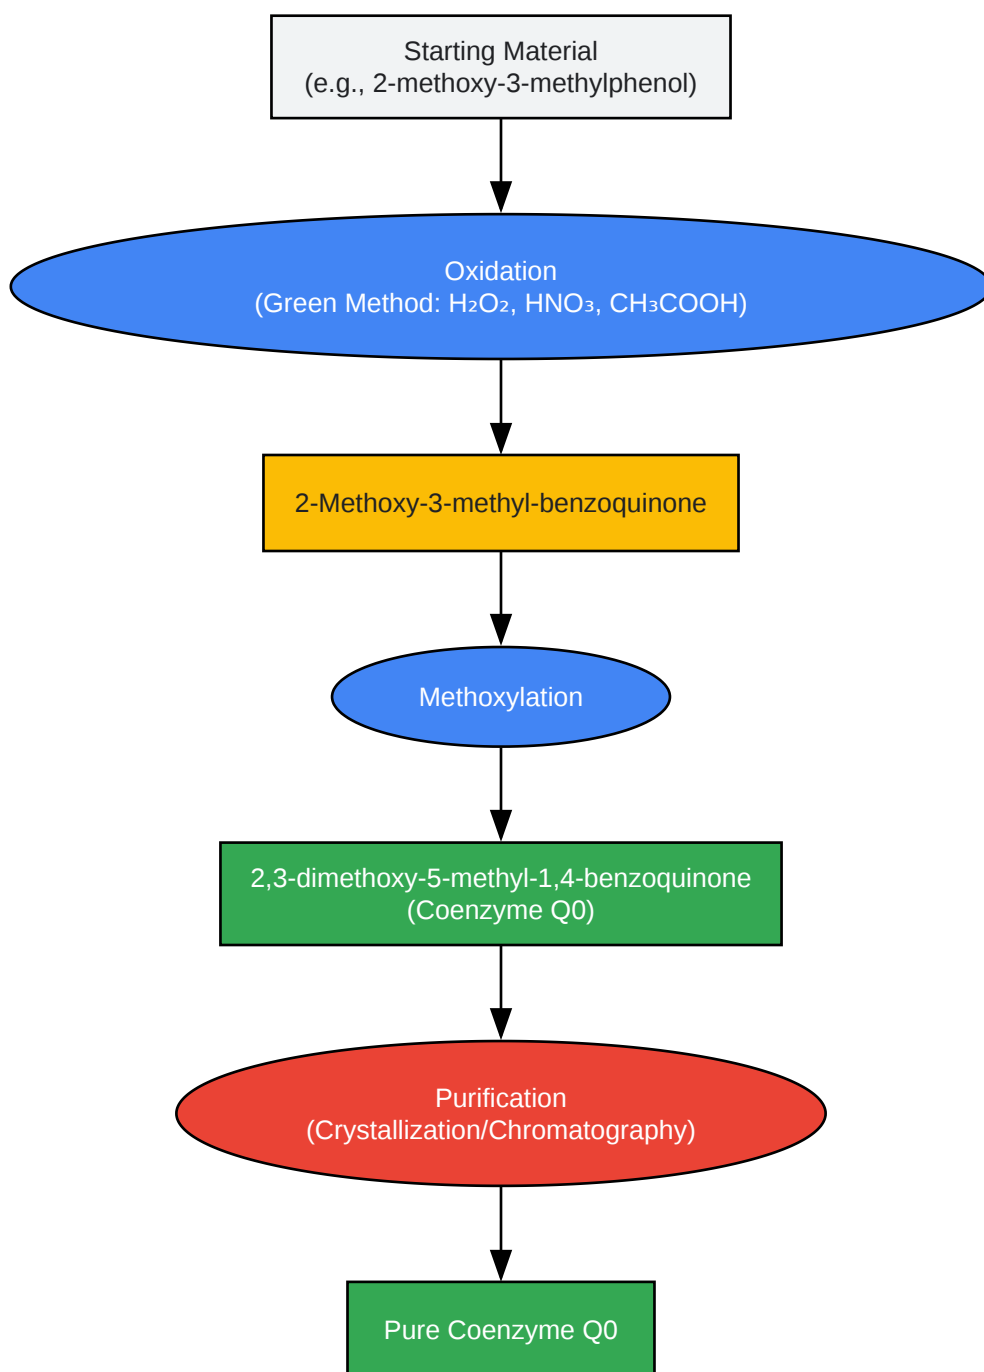 Starting Material
(e.g., 2-methoxy-3-methylphenol)
Oxidation
(Green Method: H₂O₂, HNO₃, CH₃COOH)
2-Methoxy-3-methyl-benzoquinone
Methoxylation
2,3-dimethoxy-5-methyl-1,4-benzoquinone
(Coenzyme Q0)
Purification
(Crystallization/Chromatography)
Pure Coenzyme Q0